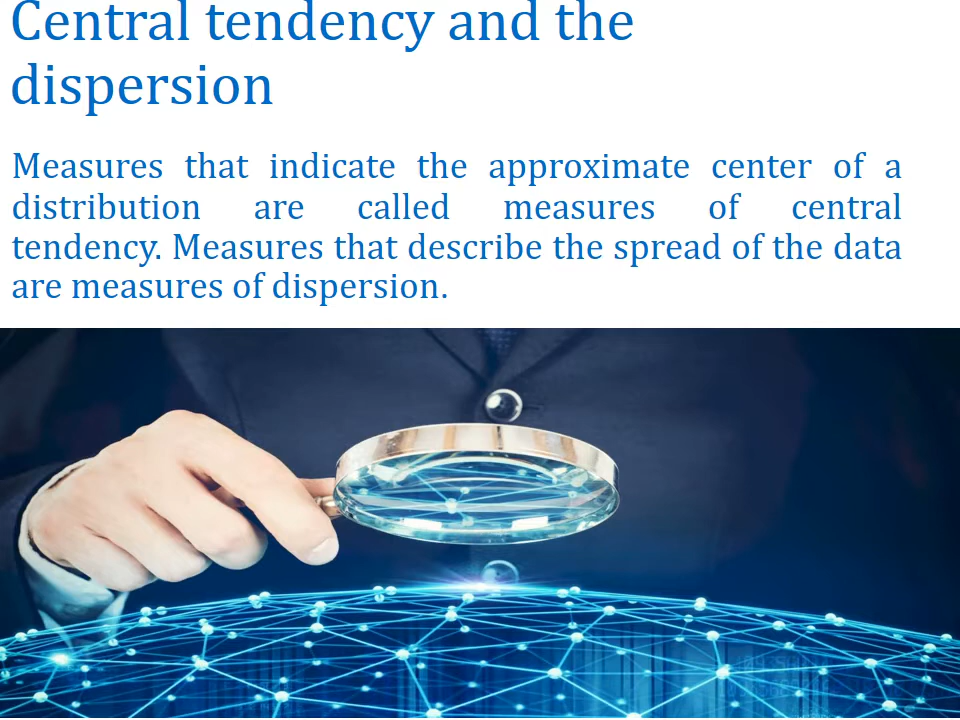 Central tendency and the
dispersion
Measures that indicate the approximate center of a
distribution are called measures of central
tendency. Measures that describe the spread of the data
are measures of dispersion.